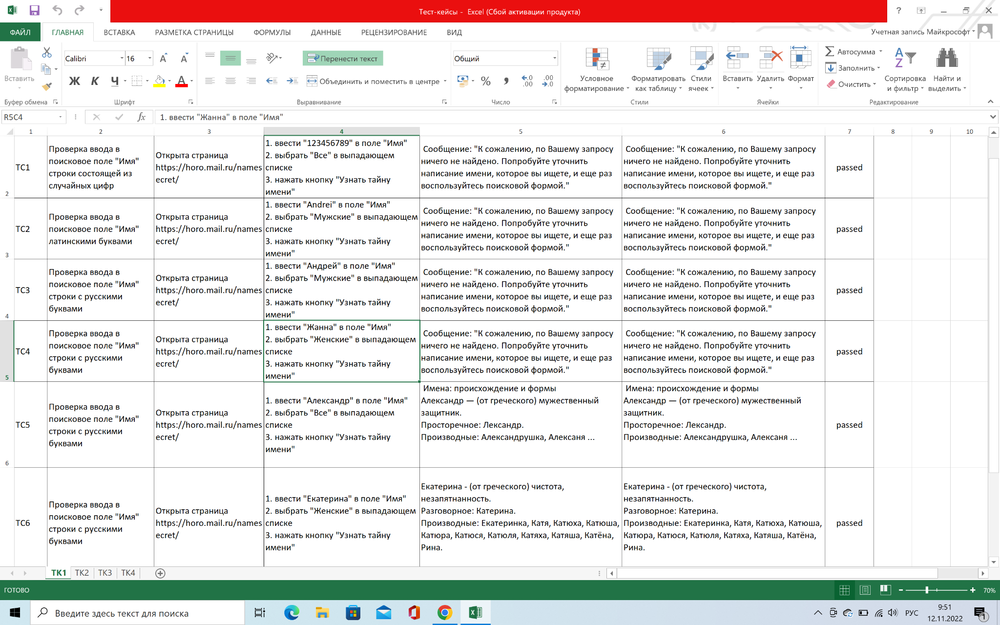 Тест-кейсы - Excel (Сбой активации продукта)
ФАЙЛ ГЛАВНАЯ ВСТАВКА РАЗМЕТКА СТРАНИЦЫ ФОРМУЛЫ ДАННЫЕ РЕЦЕНЗИРОВАНИЕ ВИД Учетная запись Майкрософт
Вставить
Буфер обмена
Calibri 16
Ж К Ч А
Шрифт
Перенести текст
Объединить и поместить в центре
Выравнивание
Общий
Число
Условное форматирование
Форматировать как таблицу
Стили ячеек
Стили
Вставить Удалить Формат
Ячейки
Автосумма
Заполнить
Очистить
Сортировка и фильтр
Найти и выделить
Редактирование
R5C4 fx 1. ввести "Жанна" в поле "Имя"
1 2 3 4 5 6 7 8 9 10
2
TC1
Проверка ввода в
поисковое поле "Имя"
строки состоящей из
случайных цифр
Открыта страница
https://horo.mail.ru/names
ecret/
1. ввести "123456789" в поле "Имя"
2. выбрать "Все" в выпадающем
списке
3. нажать кнопку "Узнать тайну
имени"
Сообщение: "К сожалению, по Вашему запросу
ничего не найдено. Попробуйте уточнить
написание имени, которое вы ищете, и еще раз
воспользуйтесь поисковой формой."
Сообщение: "К сожалению, по Вашему запросу
ничего не найдено. Попробуйте уточнить
написание имени, которое вы ищете, и еще раз
воспользуйтесь поисковой формой."
passed
3
TC2
Проверка ввода в
поисковое поле "Имя"
латинскими буквами
Открыта страница
https://horo.mail.ru/names
ecret/
1. ввести "Andrei" в поле "Имя"
2. выбрать "Мужские" в выпадающем
списке
3. нажать кнопку "Узнать тайну
имени"
Сообщение: "К сожалению, по Вашему запросу
ничего не найдено. Попробуйте уточнить
написание имени, которое вы ищете, и еще раз
воспользуйтесь поисковой формой."
Сообщение: "К сожалению, по Вашему запросу
ничего не найдено. Попробуйте уточнить
написание имени, которое вы ищете, и еще раз
воспользуйтесь поисковой формой."
passed
4
TC3
Проверка ввода в
поисковое поле "Имя"
строки с русскими
буквами
Открыта страница
https://horo.mail.ru/names
ecret/
1. ввести "Андрей" в поле "Имя"
2. выбрать "Мужские" в выпадающем
списке
3. нажать кнопку "Узнать тайну
имени"
Сообщение: "К сожалению, по Вашему запросу
ничего не найдено. Попробуйте уточнить
написание имени, которое вы ищете, и еще раз
воспользуйтесь поисковой формой."
Сообщение: "К сожалению, по Вашему запросу
ничего не найдено. Попробуйте уточнить
написание имени, которое вы ищете, и еще раз
воспользуйтесь поисковой формой."
passed
5
TC4
Проверка ввода в
поисковое поле "Имя"
строки с русскими
буквами
Открыта страница
https://horo.mail.ru/names
ecret/
1. ввести "Жанна" в поле "Имя"
2. выбрать "Женские" в выпадающем
списке
3. нажать кнопку "Узнать тайну
имени"
Сообщение: "К сожалению, по Вашему запросу
ничего не найдено. Попробуйте уточнить
написание имени, которое вы ищете, и еще раз
воспользуйтесь поисковой формой."
Сообщение: "К сожалению, по Вашему запросу
ничего не найдено. Попробуйте уточнить
написание имени, которое вы ищете, и еще раз
воспользуйтесь поисковой формой."
passed
6
TC5
Проверка ввода в
поисковое поле "Имя"
строки с русскими
буквами
Открыта страница
https://horo.mail.ru/names
ecret/
1. ввести "Александр" в поле "Имя"
2. выбрать "Все" в выпадающем
списке
3. нажать кнопку "Узнать тайну
имени"
Имена: происхождение и формы
Александр — (от греческого) мужественный
защитник.
Просторечное: Лександр.
Производные: Александрушка, Алексаня ...
Имена: происхождение и формы
Александр — (от греческого) мужественный
защитник.
Просторечное: Лександр.
Производные: Александрушка, Алексаня ...
passed
TC6
Проверка ввода в
поисковое поле "Имя"
строки с русскими
буквами
Открыта страница
https://horo.mail.ru/names
ecret/
1. ввести "Екатерина" в поле "Имя"
2. выбрать "Женские" в выпадающем
списке
3. нажать кнопку "Узнать тайну
имени"
Екатерина - (от греческого) чистота,
незапятнанность.
Разговорное: Катерина.
Производные: Екатеринка, Катя, Катюха, Катюша,
Катюра, Катюся, Катюля, Катяха, Катяша, Катёна,
Рина.
Екатерина - (от греческого) чистота,
незапятнанность.
Разговорное: Катерина.
Производные: Екатеринка, Катя, Катюха, Катюша,
Катюра, Катюся, Катюля, Катяха, Катяша, Катёна,
Рина.
passed
ТК1 ТК2 ТК3 ТК4
ГОТОВО 70%
Введите здесь текст для поиска
РУС
9:51
12.11.2022
1